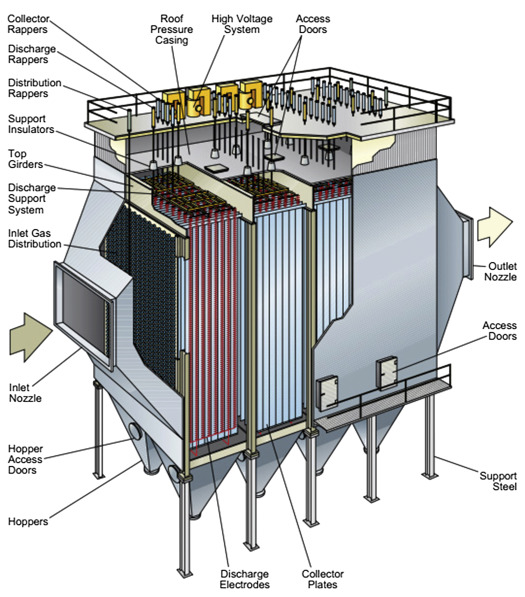 Collector
Rappers
Roof
Pressure
Casing
High Voltage
System
Access
Doors
Discharge
Rappers
Distribution
Rappers
Support
Insulators
Top
Girders
Discharge
Support
System
Inlet Gas
Distribution
Outlet
Nozzle
Access
Doors
Inlet
Nozzle
Hopper
Access
Doors
Support
Steel
Hoppers
Discharge
Electrodes
Collector
Plates